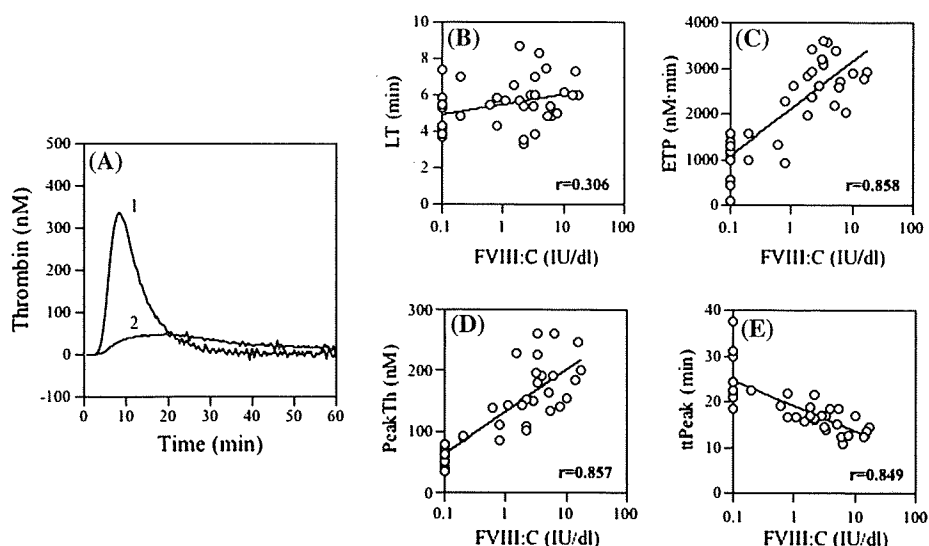 (A)
Thrombin (nM)
500
400
300
200
100
0
-100
1
2
0 10 20 30 40 50 60
Time (min)
(B)
LT (min)
10
8
6
4
2
0
r=0.306
0.1 1 10 100
FVIII:C (IU/dl)
(C)
ETP (nM·min)
4000
3000
2000
1000
0
r=0.858
0.1 1 10 100
FVIII:C (IU/dl)
(D)
PeakTh (nM)
300
200
100
0
r=0.857
0.1 1 10 100
FVIII:C (IU/dl)
(E)
ttPeak (min)
40
30
20
10
0
r=0.849
0.1 1 10 100
FVIII:C (IU/dl)